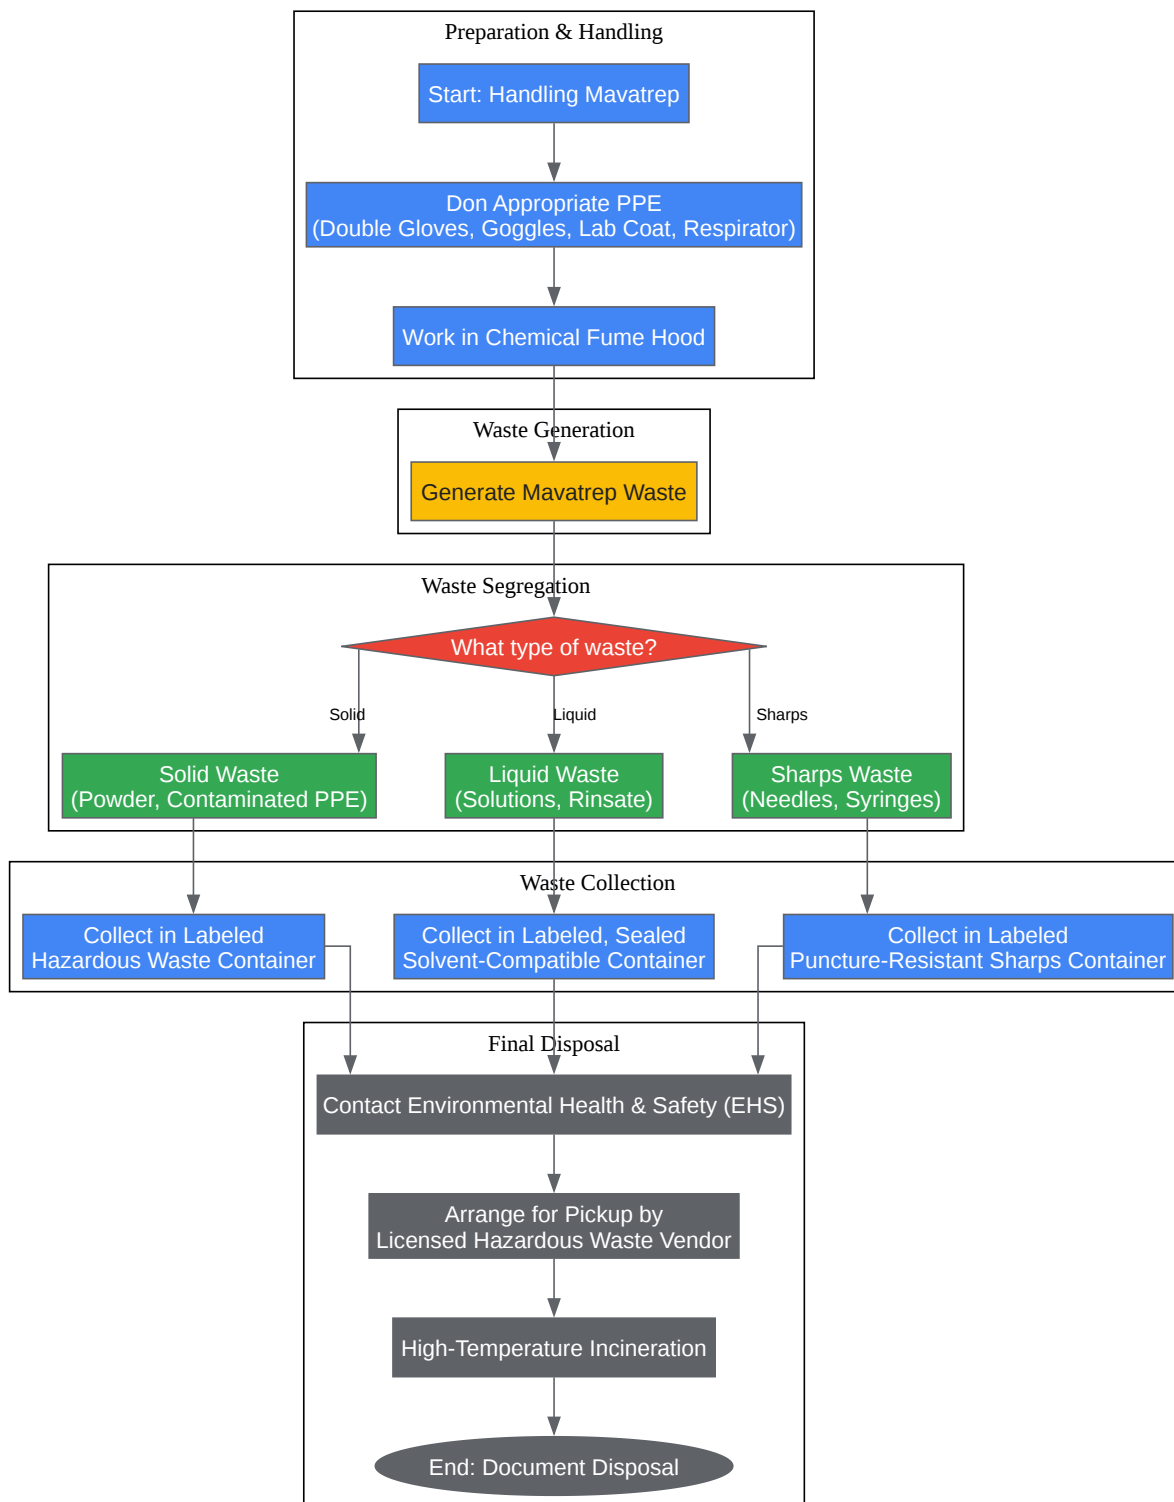 Preparation & Handling
Start: Handling Mavatrep
Don Appropriate PPE
(Double Gloves, Goggles, Lab Coat, Respirator)
Work in Chemical Fume Hood
Waste Generation
Generate Mavatrep Waste
Waste Segregation
What type of waste?
Solid
Liquid
Sharps
Solid Waste
(Powder, Contaminated PPE)
Liquid Waste
(Solutions, Rinsate)
Sharps Waste
(Needles, Syringes)
Waste Collection
Collect in Labeled
Hazardous Waste Container
Collect in Labeled, Sealed
Solvent-Compatible Container
Collect in Labeled
Puncture-Resistant Sharps Container
Final Disposal
Contact Environmental Health & Safety (EHS)
Arrange for Pickup by
Licensed Hazardous Waste Vendor
High-Temperature Incineration
End: Document Disposal